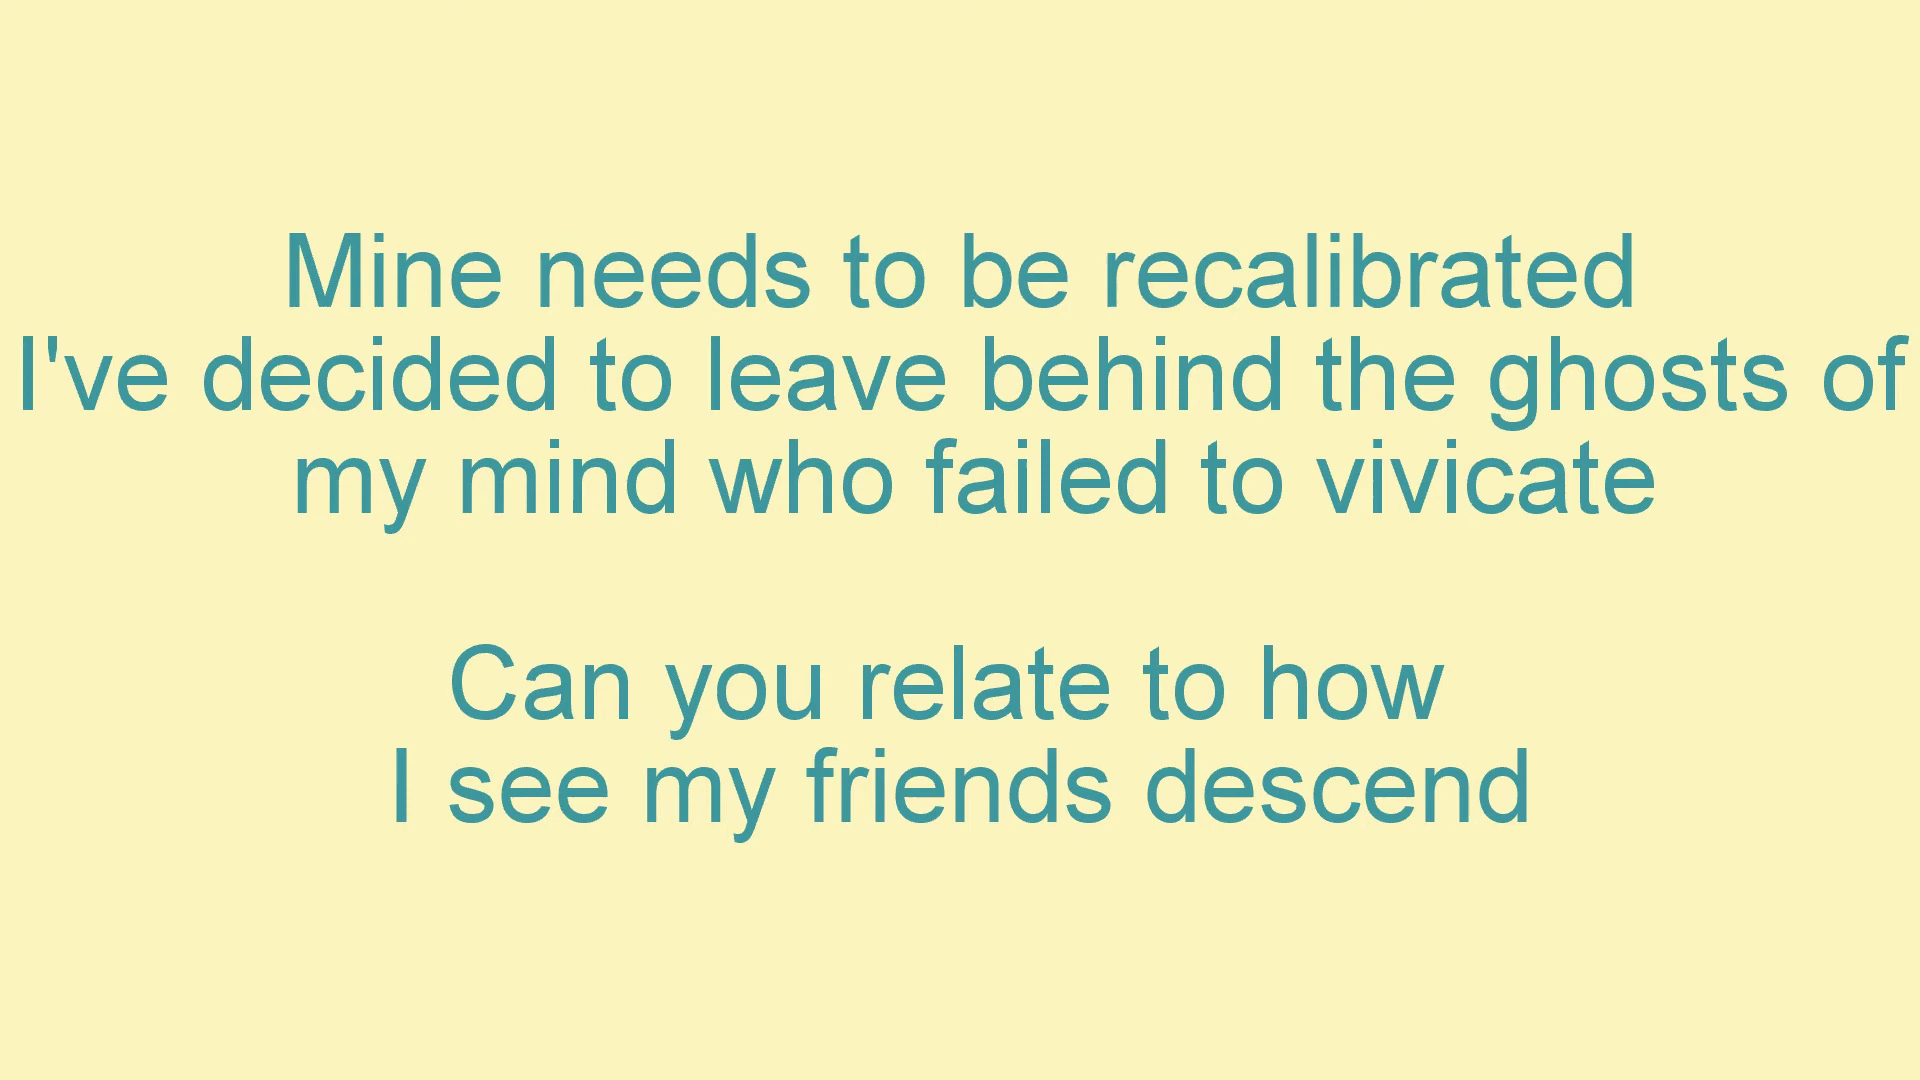 Mine needs to be recalibrated
I've decided to leave behind the ghosts of
my mind who failed to vivicate
Can you relate to how
I see my friends descend